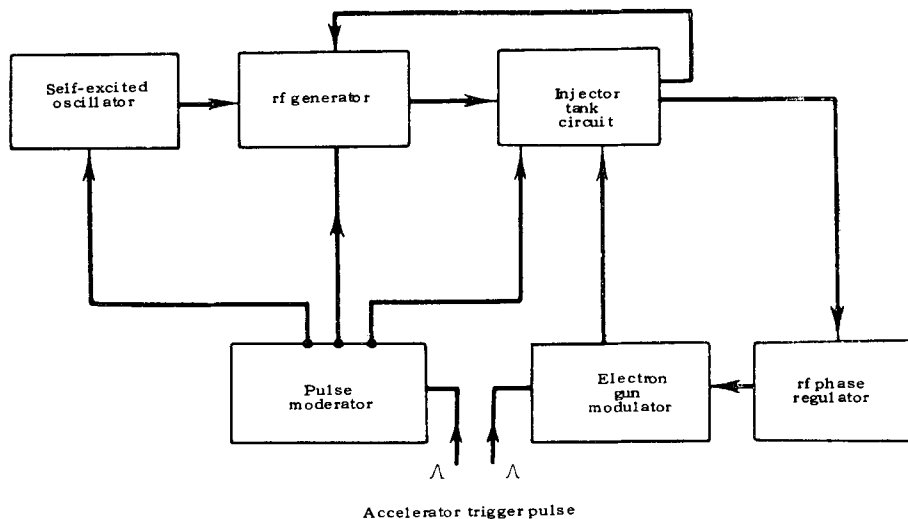 Self-excited
oscillator
rf generator
Injector
tank
circuit
Pulse
moderator
Electron
gun
modulator
rf phase
regulator
Accelerator trigger pulse